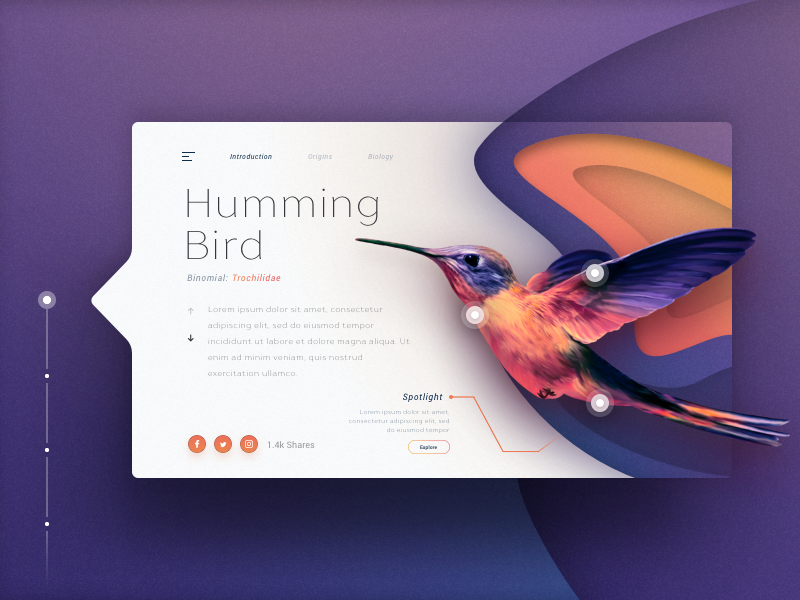 Introduction
Origins
Biology
Humming
Bird
Binomial: Trochilidae
Lorem ipsum dolor sit amet, consectetur
adipiscing elit, sed do eiusmod tempor
incididunt ut labore et dolore magna aliqua. Ut
enim ad minim veniam, quis nostrud
exercitation ullamco.
Spotlight
Lorem ipsum dolor sit amet,
consectetur adipiscing elit, sed
do eiusmod tempor
Explore
1.4k Shares